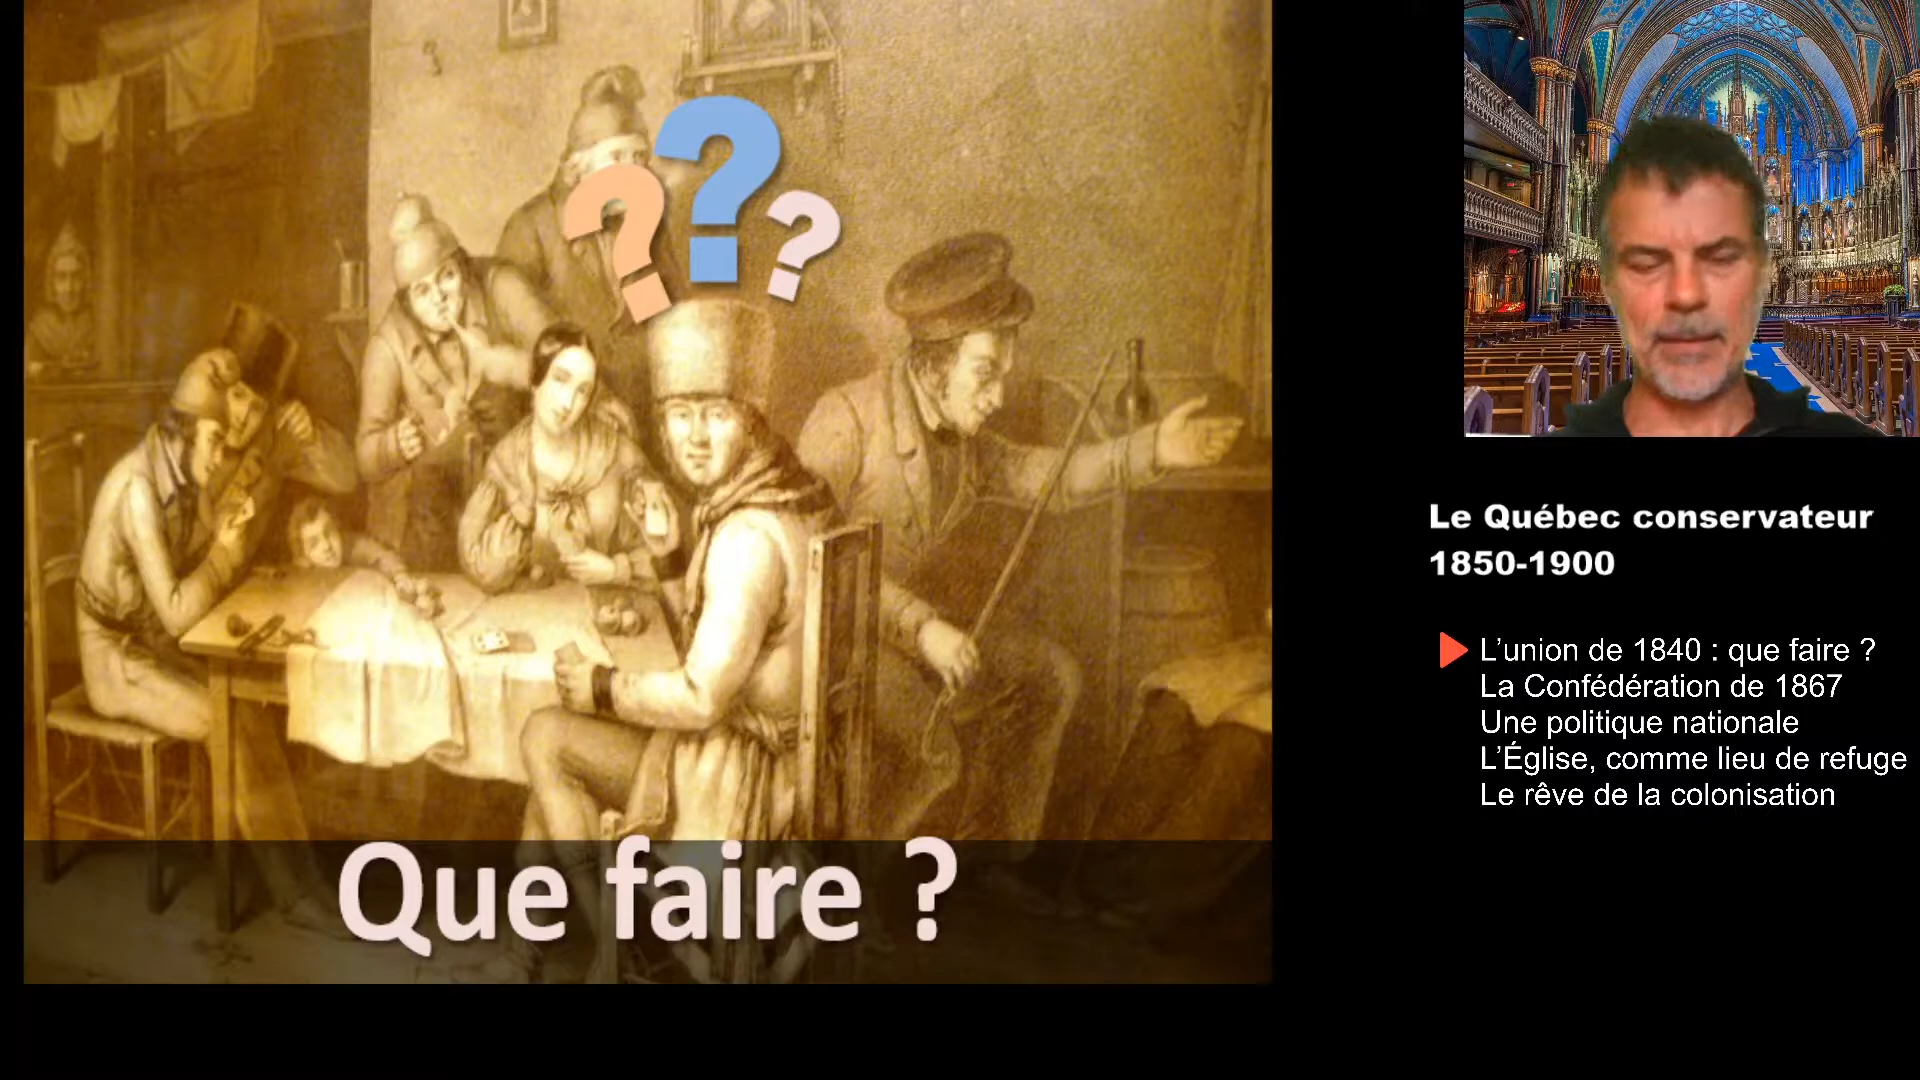 ? ? ?
Que faire ?
Le Québec conservateur
1850-1900
L’union de 1840 : que faire ?
La Confédération de 1867
Une politique nationale
L’Église, comme lieu de refuge
Le rêve de la colonisation